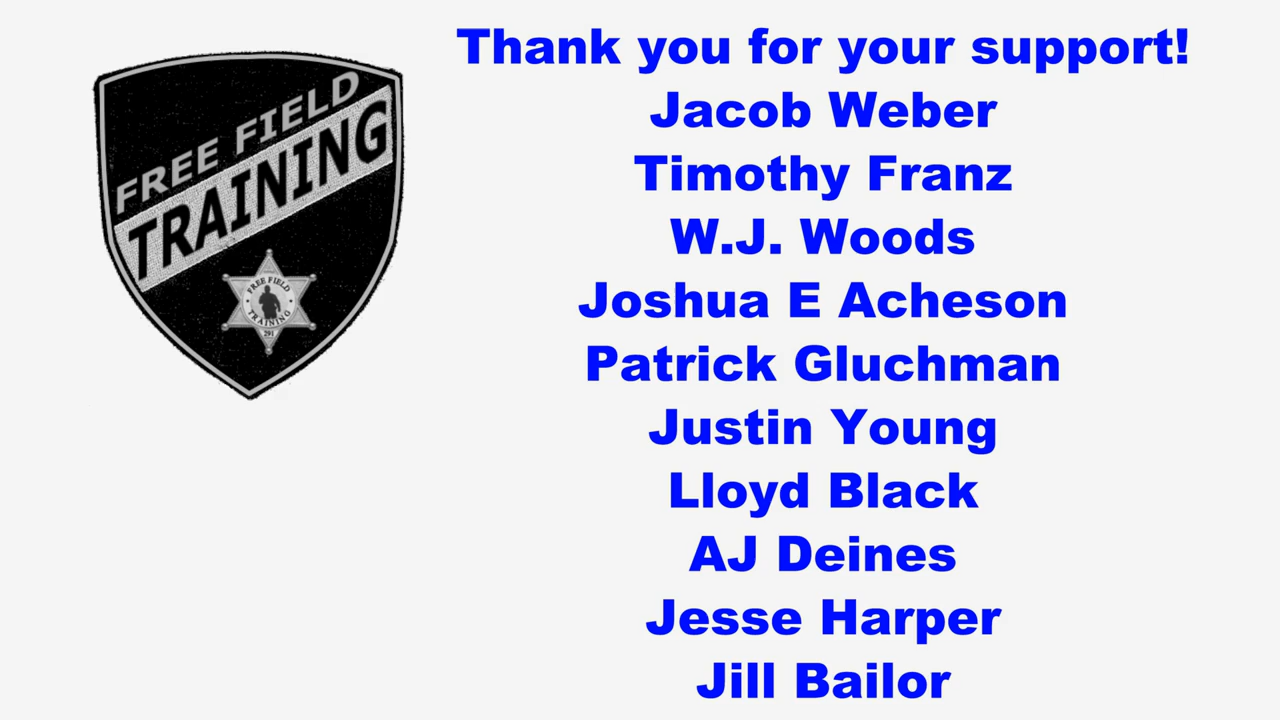 FREE FIELD
TRAINING
FREE FIELD
TRAINING
291
Thank you for your support!
Jacob Weber
Timothy Franz
W.J. Woods
Joshua E Acheson
Patrick Gluchman
Justin Young
Lloyd Black
AJ Deines
Jesse Harper
Jill Bailor